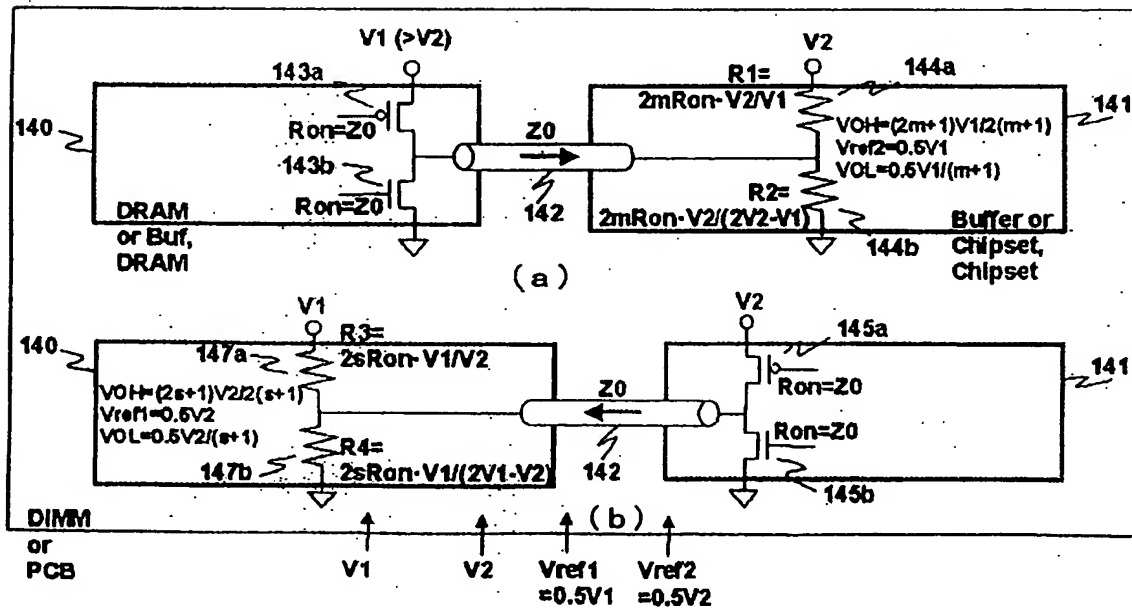 V1 (>V2)
V2
143a
R1=
2mRon·V2/V1
144a
140
Ron=Z0
Z0
VOH=(2m+1)V1/2(m+1)
Vref2=0.5V1
VOL=0.5V1/(m+1)
141
143b
Ron=Z0
142
R2=
2mRon·V2/(2V2-V1)
144b
DRAM
or Buf,
DRAM
Buffer or
Chipset,
Chipset
(a)
V1
V2
140
R3=
2sRon·V1/V2
147a
145a
141
VOH=(2s+1)V2/2(s+1)
Vref1=0.5V2
VOL=0.5V2/(s+1)
Z0
Ron=Z0
Ron=Z0
147b
R4=
2sRon·V1/(2V1-V2)
142
145b
(b)
DIMM
or
PCB
V1
V2
Vref1
=0.5V1
Vref2
=0.5V2